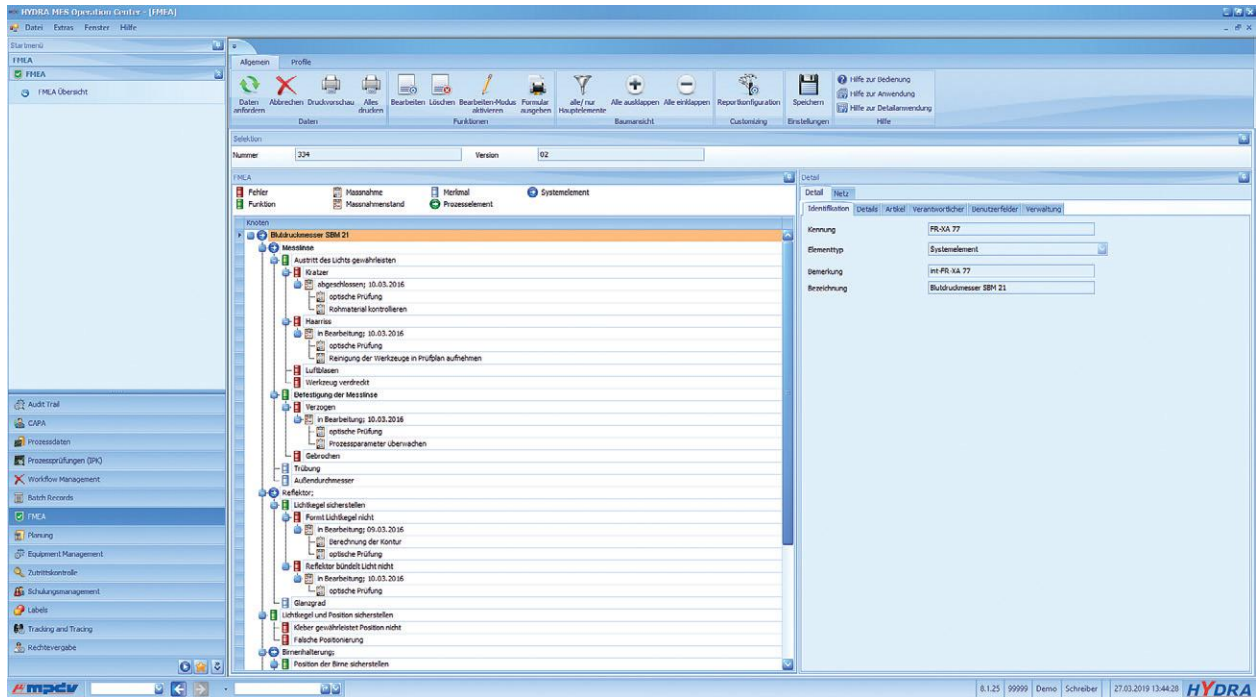 HYDRA MES Operation Center - [FMEA]
Datei Extras Fenster Hilfe
Startmenü
FMEA
FMEA
FMEA Übersicht
Audit Trail
CAPA
Prozessdaten
Prozessprüfungen (IPK)
Workflow Management
Batch Records
FMEA
Planung
Equipment Management
Zutrittskontrolle
Schulungsmanagement
Labels
Tracking and Tracing
Rechtevergabe
Allgemein Profile
Daten anfordern Abbrechen Druckvorschau Alles drucken Bearbeiten Löschen Bearbeiten-Modus aktivieren Formular ausgeben alle/ nur Hauptelemente Alle ausklappen Alle einklappen Reportkonfiguration Speichern
Hilfe zur Bedienung
Hilfe zur Anwendung
Hilfe zur Detailanwendung
Daten Funktionen Baumansicht Customizing Einstellungen Hilfe
Selektion
Nummer 334 Version 02
FMEA
Fehler Massnahme Merkmal Systemelement
Funktion Massnahmenstand Prozesselement
Knoten
Blutdruckmesser SBM 21
Messlinse
Austritt des Lichts gewährleisten
Kratzer
abgeschlossen; 10.03.2016
optische Prüfung
Rohmaterial kontrollieren
Haarriss
in Bearbeitung; 10.03.2016
optische Prüfung
Reinigung der Werkzeuge in Prüfplan aufnehmen
Luftblasen
Werkzeug verdreckt
Befestigung der Messlinse
Verzogen
in Bearbeitung; 10.03.2016
optische Prüfung
Prozessparameter überwachen
Gebrochen
Trübung
Außendurchmesser
Reflektor;
Lichtkegel sicherstellen
Formt Lichtkegel nicht
in Bearbeitung; 09.03.2016
Berechnung der Kontur
optische Prüfung
Reflektor bündelt Licht nicht
in Bearbeitung; 10.03.2016
optische Prüfung
Glanzgrad
Lichtkegel und Position sicherstellen
Kleber gewährleistet Position nicht
Falsche Positionierung
Birnenhalterung;
Position der Birne sicherstellen
Detail
Detail Netz
Identifikation Details Artikel Verantwortlicher Benutzerfelder Verwaltung
Kennung FR-XA 77
Elementtyp Systemelement
Bemerkung int-FR-XA 77
Bezeichnung Blutdruckmesser SBM 21
mpdv
8.1.25 99999 Demo Schreiber 27.03.2019 13:44:28 HYDRA